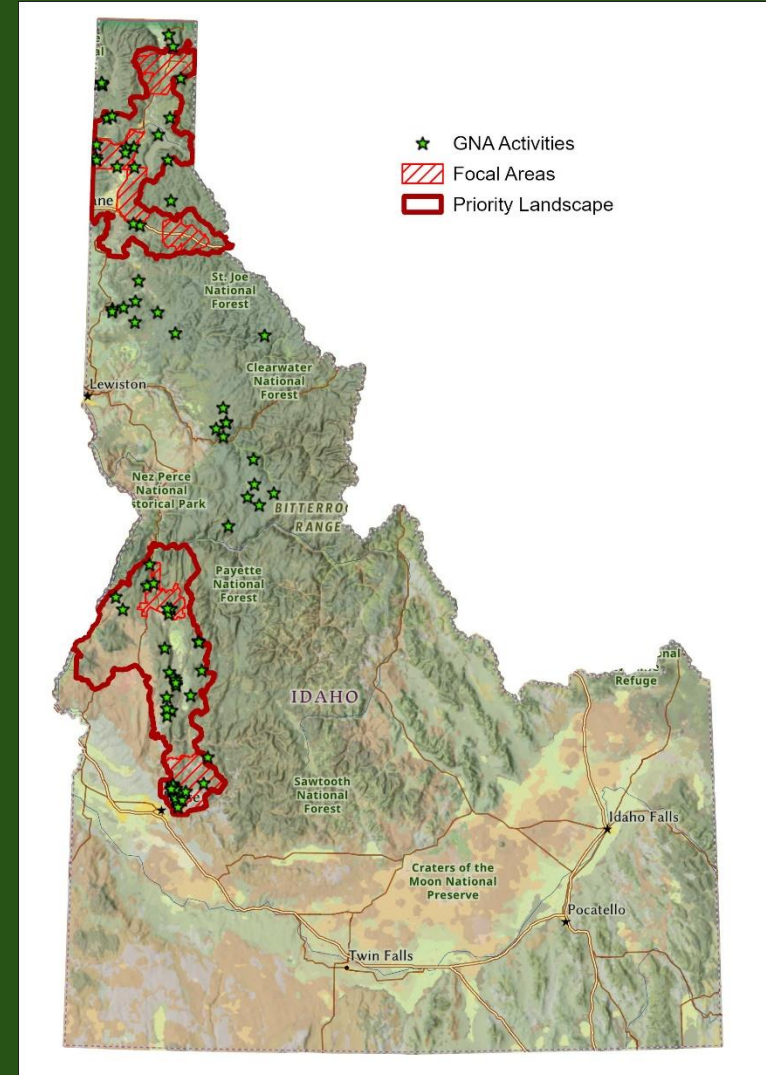 GNA Activities
Focal Areas
Priority Landscape
St. Joe
National
Forest
Clearwater
National
Forest
Lewiston
Nez Perce
National
storical Park
BITTERRO
RANGE
Payette
National
Forest
IDAHO
Refuge
Sawtooth
National
Forest
Idaho Falls
Craters of the
Moon National
Preserve
Pocatello
Twin Falls